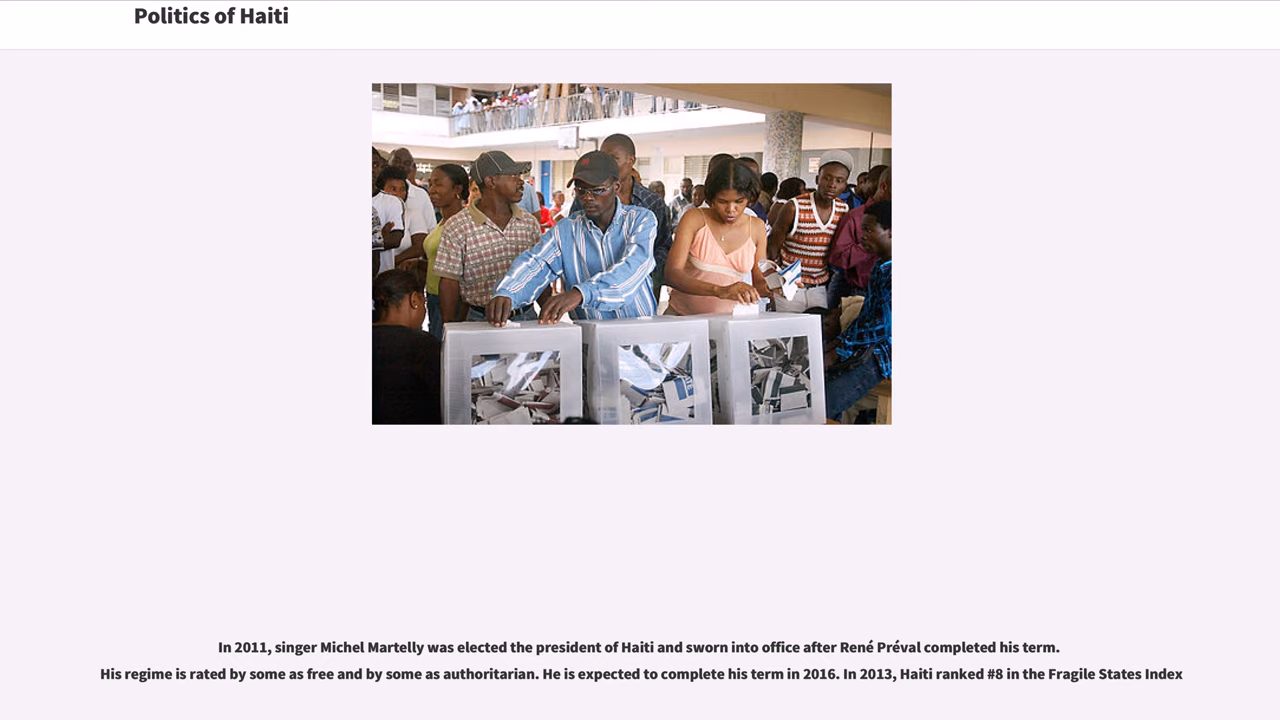 Politics of Haiti
In 2011, singer Michel Martelly was elected the president of Haiti and sworn into office after René Préval completed his term.
His regime is rated by some as free and by some as authoritarian. He is expected to complete his term in 2016. In 2013, Haiti ranked #8 in the Fragile States Index